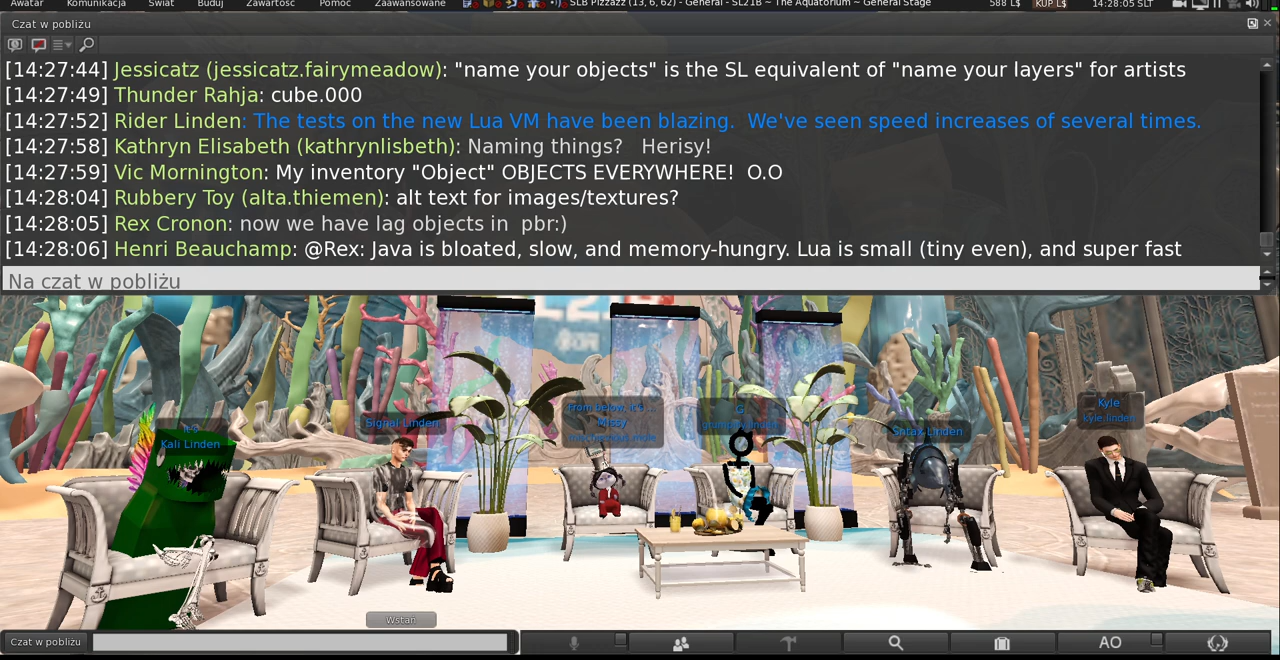 Awatar Komunikacja Świat Buduj Zawartość Pomoc Zaawansowane SLB Pizzazz (13, 6, 62) - General - SL21B ~ The Aquatorium ~ General Stage 588 L$ KUP L$ 14:28:05 SLT
Czat w pobliżu
[14:27:44] Jessicatz (jessicatz.fairymeadow): "name your objects" is the SL equivalent of "name your layers" for artists
[14:27:49] Thunder Rahja: cube.000
[14:27:52] Rider Linden: The tests on the new Lua VM have been blazing.  We've seen speed increases of several times.
[14:27:58] Kathryn Elisabeth (kathrynlisbeth): Naming things?   Herisy!
[14:27:59] Vic Mornington: My inventory "Object" OBJECTS EVERYWHERE!  O.O
[14:28:04] Rubbery Toy (alta.thiemen): alt text for images/textures?
[14:28:05] Rex Cronon: now we have lag objects in  pbr:)
[14:28:06] Henri Beauchamp: @Rex: Java is bloated, slow, and memory-hungry. Lua is small (tiny even), and super fast
Na czat w pobliżu
Kali Linden
Signal Linden
From below, it's ...
Missy
G
Sntax Linden
Kyle
kyle.linden
Wstań
Czat w pobliżu
AO